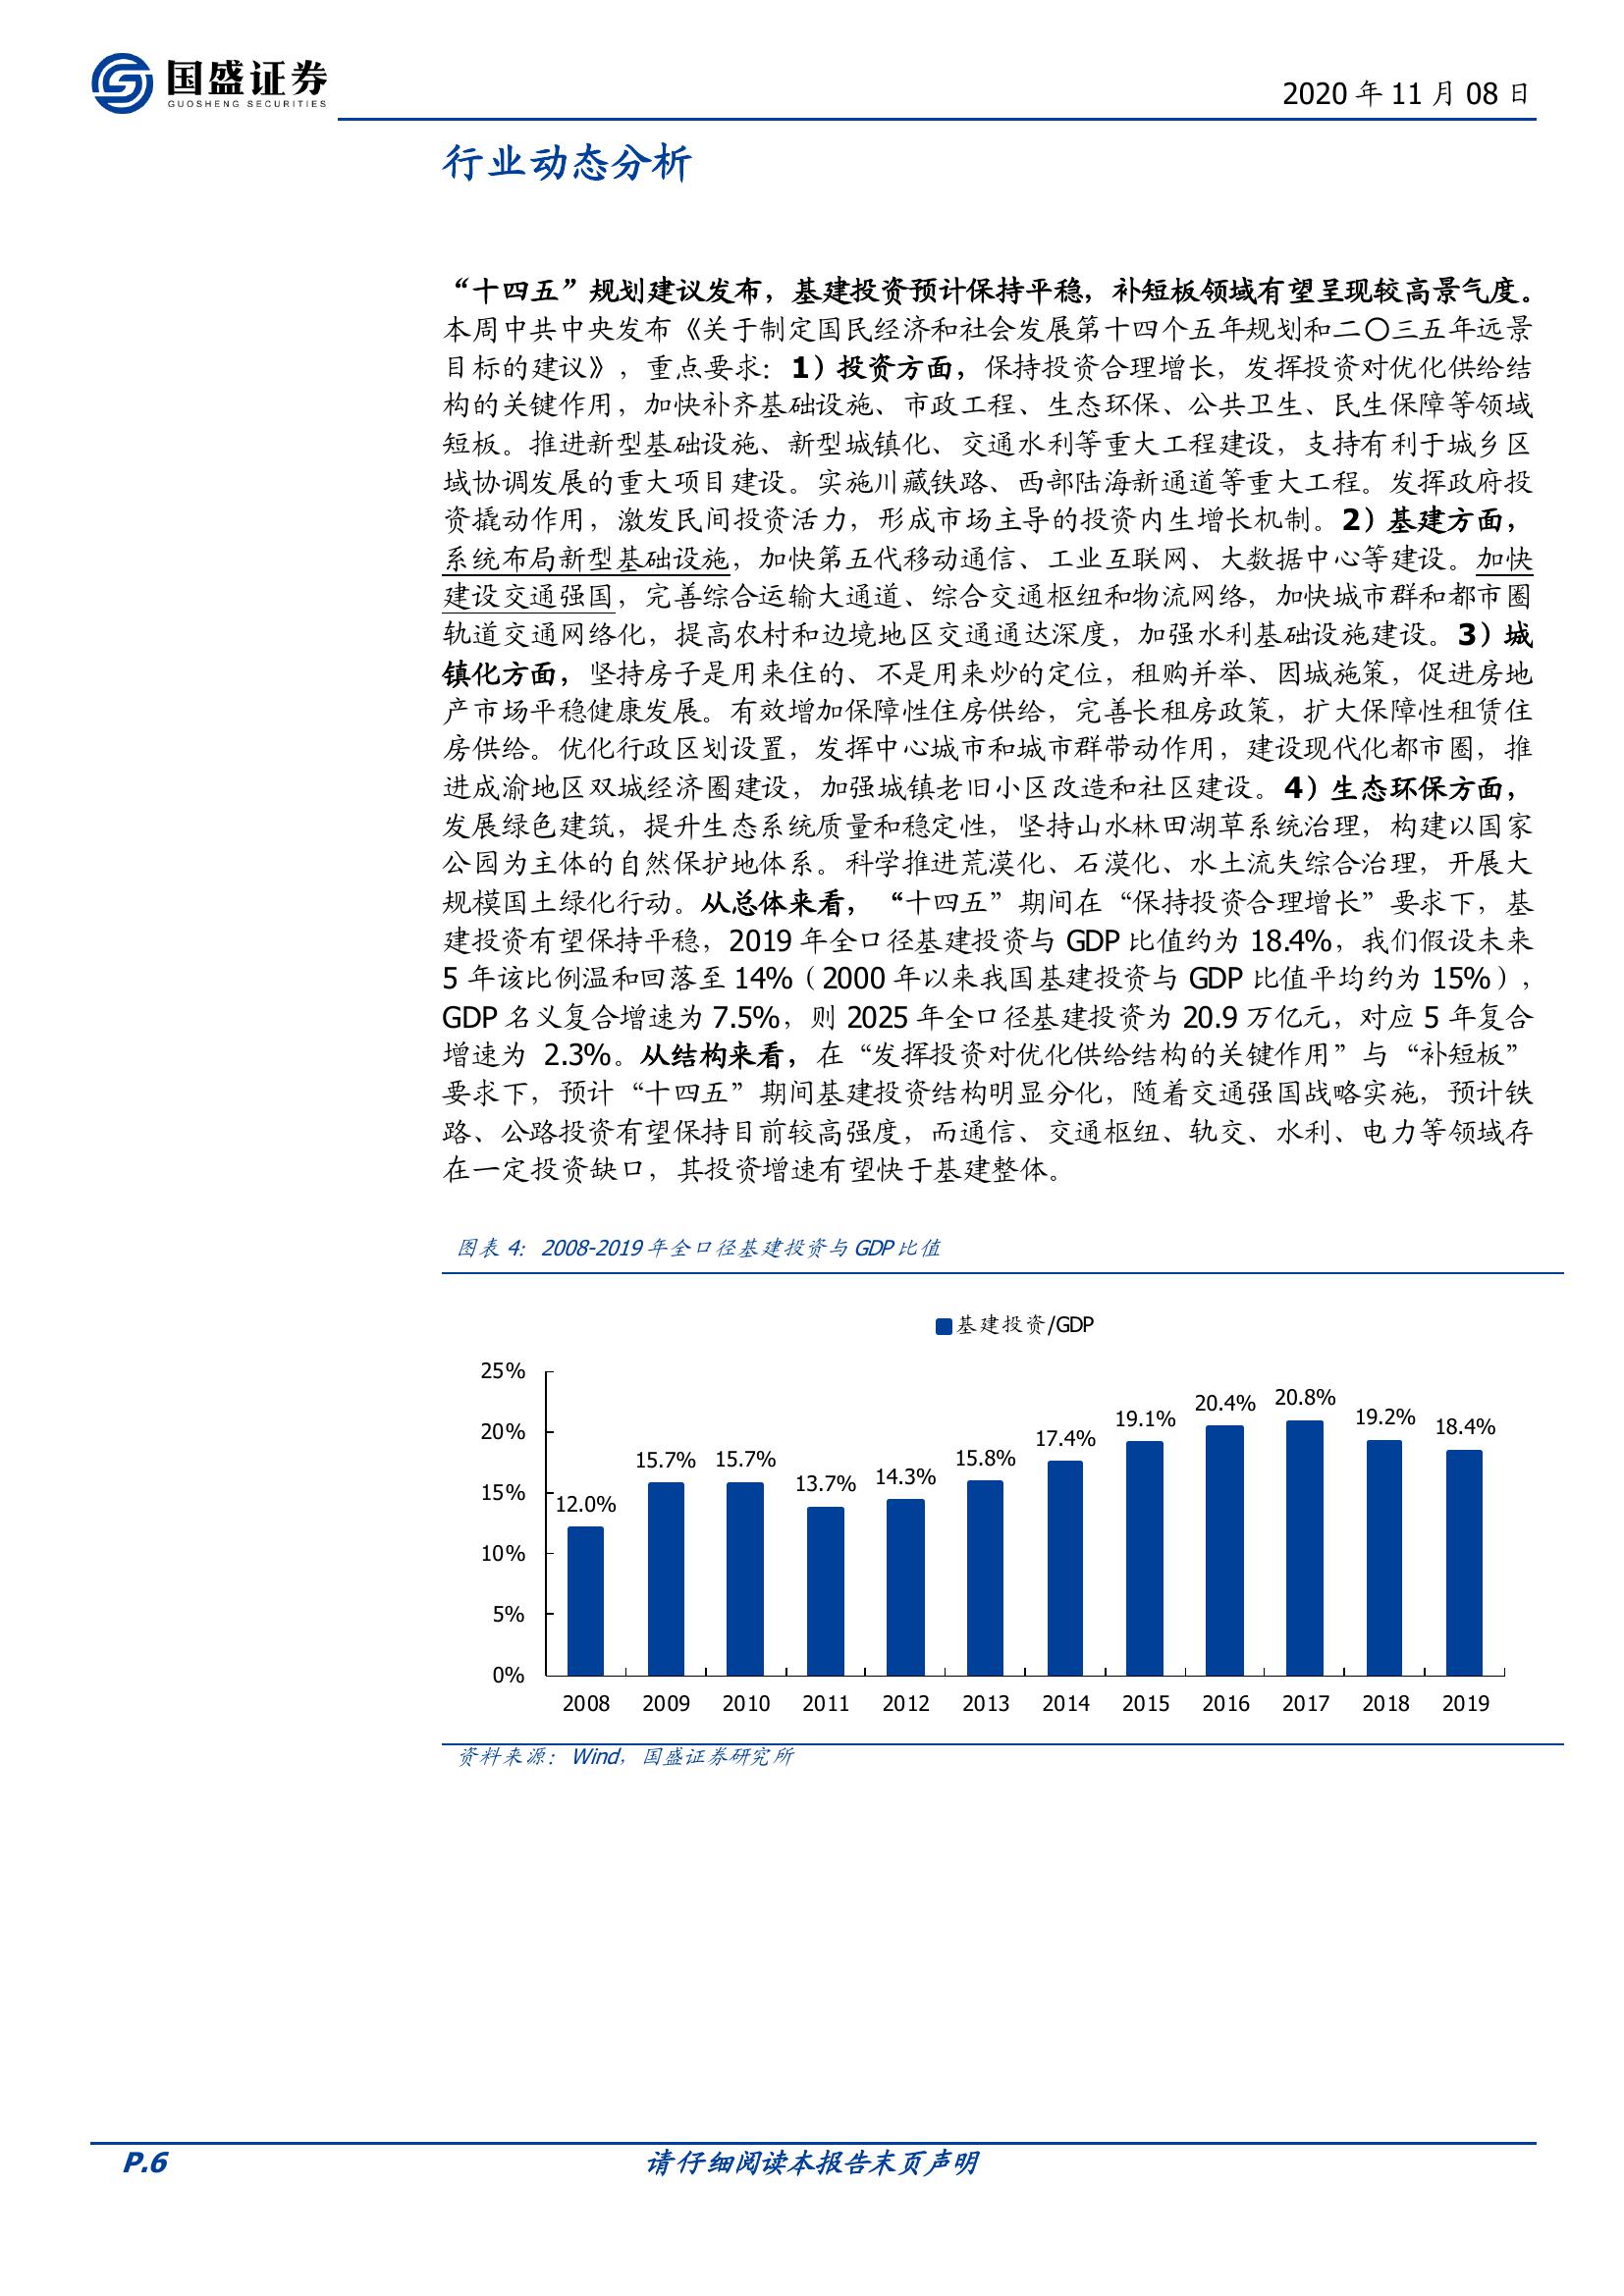 国盛证券
GUOSHENG SECURITIES
2020 年 11 月 08 日
行业动态分析
“十四五”规划建议发布，基建投资预计保持平稳，补短板领域有望呈现较高景气度。
本周中共中央发布《关于制定国民经济和社会发展第十四个五年规划和二〇三五年远景
目标的建议》，重点要求：1）投资方面，保持投资合理增长，发挥投资对优化供给结
构的关键作用，加快补齐基础设施、市政工程、生态环保、公共卫生、民生保障等领域
短板。推进新型基础设施、新型城镇化、交通水利等重大工程建设，支持有利于城乡区
域协调发展的重大项目建设。实施川藏铁路、西部陆海新通道等重大工程。发挥政府投
资撬动作用，激发民间投资活力，形成市场主导的投资内生增长机制。2）基建方面，
系统布局新型基础设施，加快第五代移动通信、工业互联网、大数据中心等建设。加快
建设交通强国，完善综合运输大通道、综合交通枢纽和物流网络，加快城市群和都市圈
轨道交通网络化，提高农村和边境地区交通通达深度，加强水利基础设施建设。3）城
镇化方面，坚持房子是用来住的、不是用来炒的定位，租购并举、因城施策，促进房地
产市场平稳健康发展。有效增加保障性住房供给，完善长租房政策，扩大保障性租赁住
房供给。优化行政区划设置，发挥中心城市和城市群带动作用，建设现代化都市圈，推
进成渝地区双城经济圈建设，加强城镇老旧小区改造和社区建设。4）生态环保方面，
发展绿色建筑，提升生态系统质量和稳定性，坚持山水林田湖草系统治理，构建以国家
公园为主体的自然保护地体系。科学推进荒漠化、石漠化、水土流失综合治理，开展大
规模国土绿化行动。从总体来看，“十四五”期间在“保持投资合理增长”要求下，基
建投资有望保持平稳，2019 年全口径基建投资与 GDP 比值约为 18.4%，我们假设未来
5 年该比例温和回落至 14%（2000 年以来我国基建投资与 GDP 比值平均约为 15%），
GDP 名义复合增速为 7.5%，则 2025 年全口径基建投资为 20.9 万亿元，对应 5 年复合
增速为 2.3%。从结构来看，在“发挥投资对优化供给结构的关键作用”与“补短板”
要求下，预计“十四五”期间基建投资结构明显分化，随着交通强国战略实施，预计铁
路、公路投资有望保持目前较高强度，而通信、交通枢纽、轨交、水利、电力等领域存
在一定投资缺口，其投资增速有望快于基建整体。
图表 4：2008-2019 年全口径基建投资与 GDP 比值
基建投资/GDP
25%
20%
15%
10%
5%
0%
12.0%
15.7%
15.7%
13.7%
14.3%
15.8%
17.4%
19.1%
20.4%
20.8%
19.2%
18.4%
2008 2009 2010 2011 2012 2013 2014 2015 2016 2017 2018 2019
资料来源：Wind，国盛证券研究所
P.6
请仔细阅读本报告末页声明